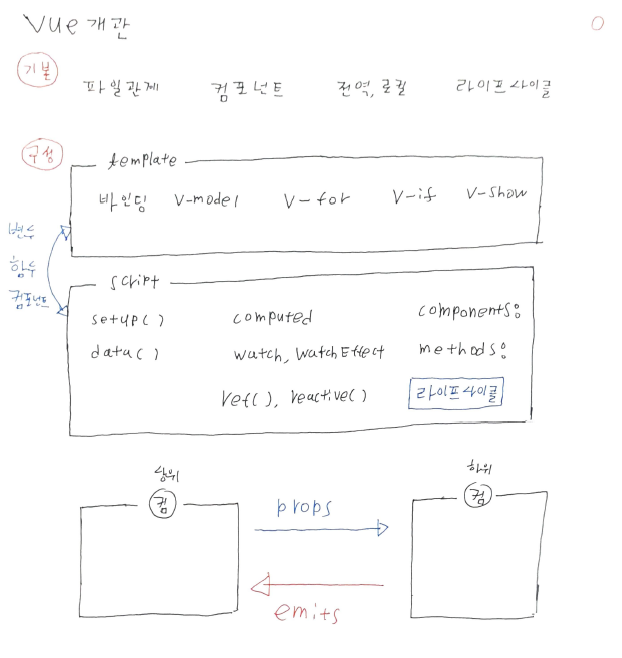 Vue 개관
기본
파일관계 컴포넌트 전역, 로컬 라이프사이클
구성
template
바인딩 V-model V-for V-if V-show
변수
함수
컴포넌트
script
setup() computed components:
data() watch, WatchEffect methods:
ref(), reactive() 라이프사이클
상위 하위
컴 컴
props
emits